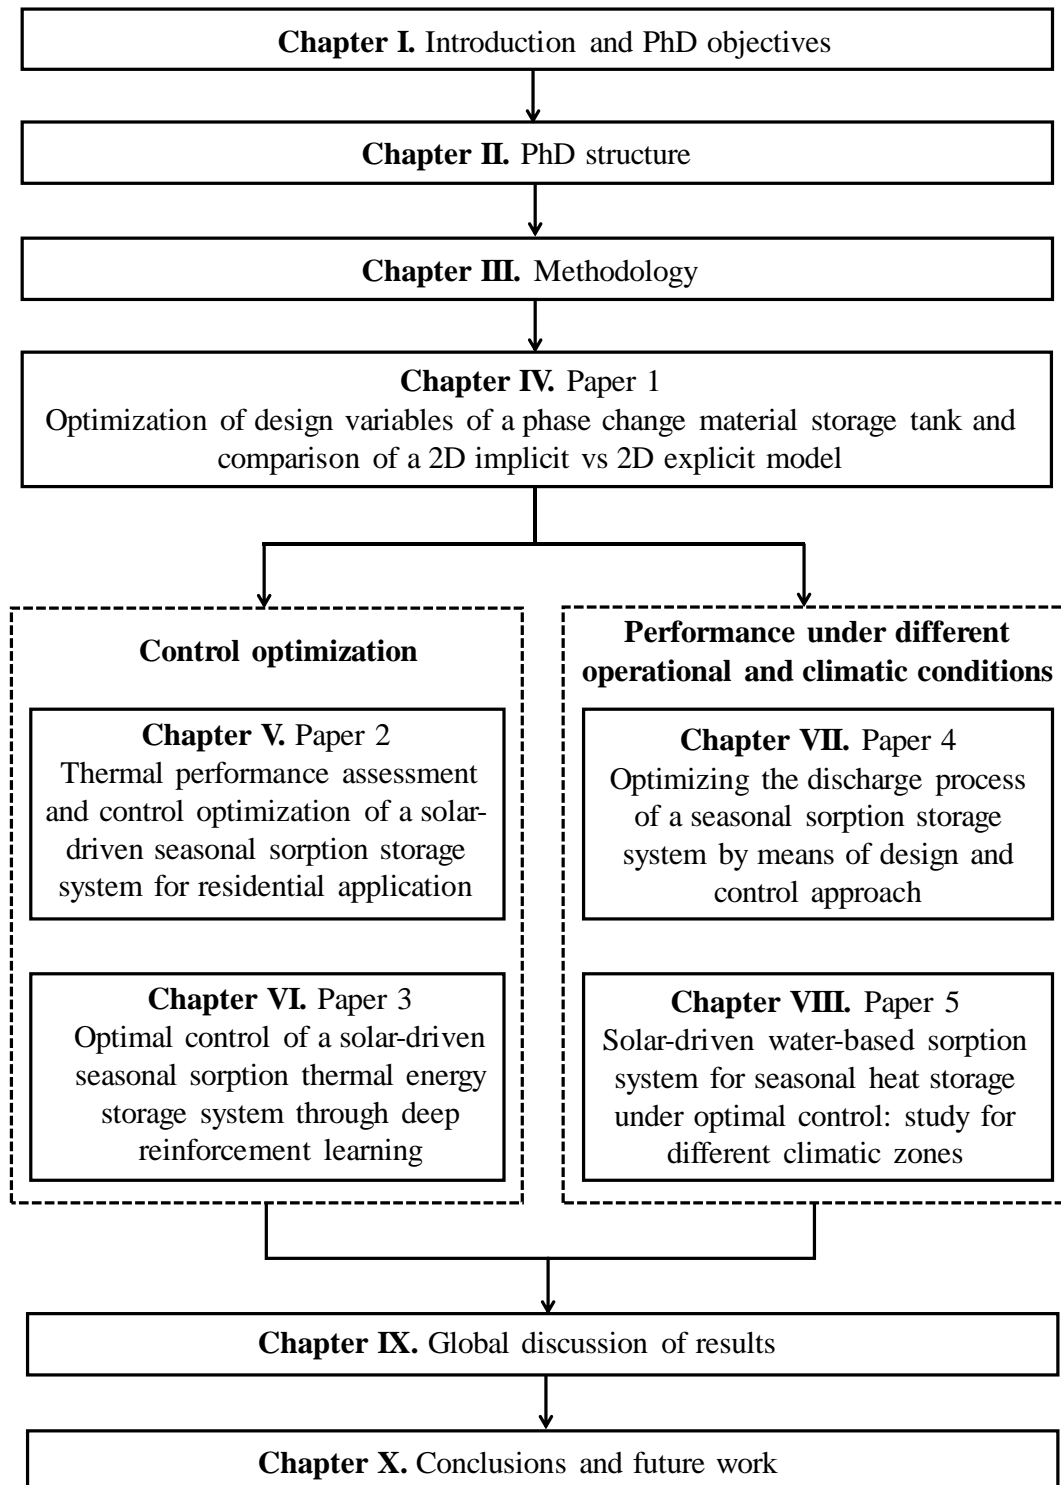 Chapter I. Introduction and PhD objectives
Chapter II. PhD structure
Chapter III. Methodology
Chapter IV. Paper 1
Optimization of design variables of a phase change material storage tank and
comparison of a 2D implicit vs 2D explicit model
Control optimization
Chapter V. Paper 2
Thermal performance assessment
and control optimization of a solar-
driven seasonal sorption storage
system for residential application
Chapter VI. Paper 3
Optimal control of a solar-driven
seasonal sorption thermal energy
storage system through deep
reinforcement learning
Performance under different
operational and climatic conditions
Chapter VII. Paper 4
Optimizing the discharge process
of a seasonal sorption storage
system by means of design and
control approach
Chapter VIII. Paper 5
Solar-driven water-based sorption
system for seasonal heat storage
under optimal control: study for
different climatic zones
Chapter IX. Global discussion of results
Chapter X. Conclusions and future work